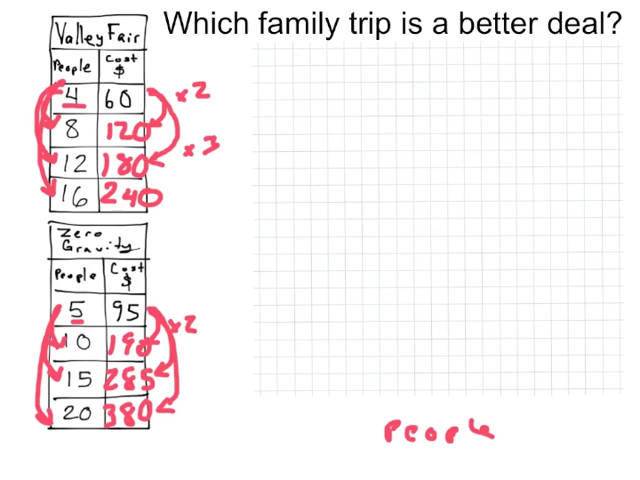 Which family trip is a better deal?
Valley Fair
People Cost $
4 60
x2
8 120
x3
12 180
16 240
Zero
Gravity
People Cost $
5 95
x2
10 190
15 285
20 380
People